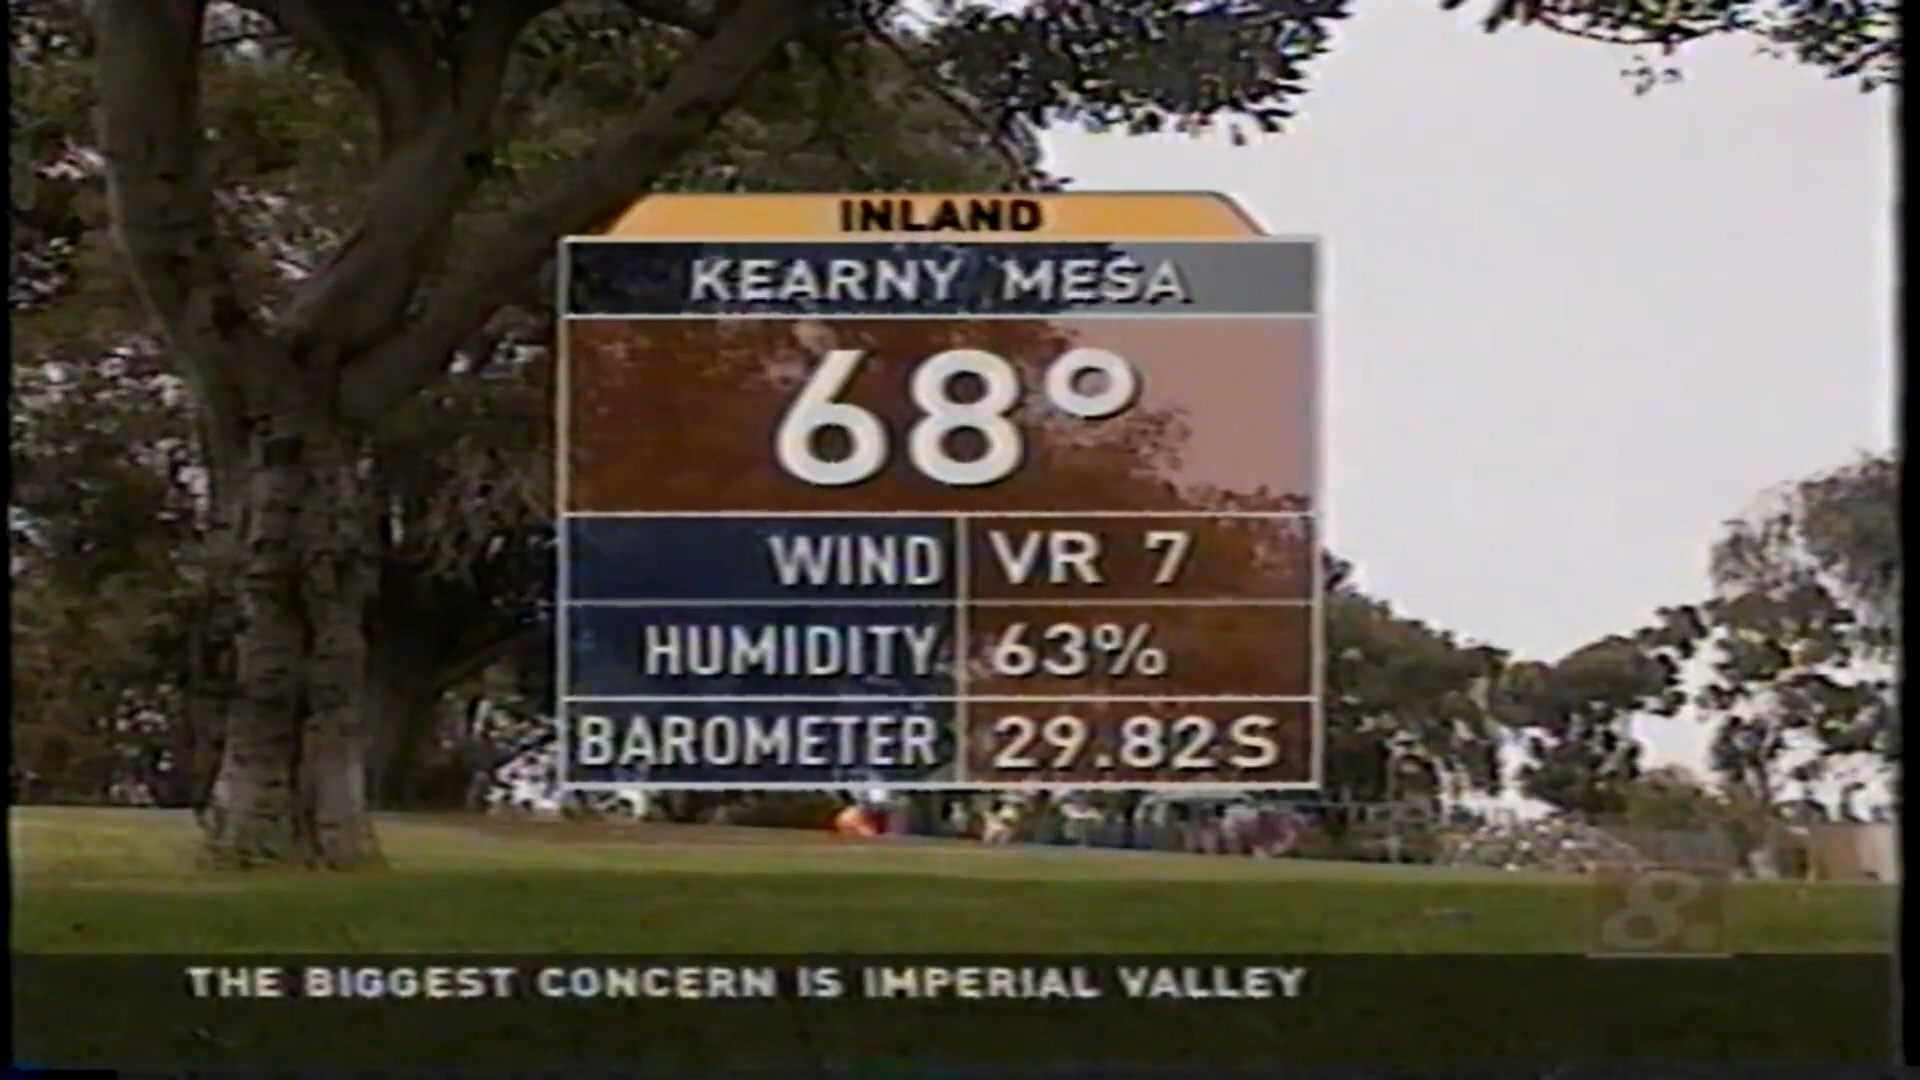 INLAND
KEARNY MESA
68°
WIND VR 7
HUMIDITY 63%
BAROMETER 29.82S
8
THE BIGGEST CONCERN IS IMPERIAL VALLEY